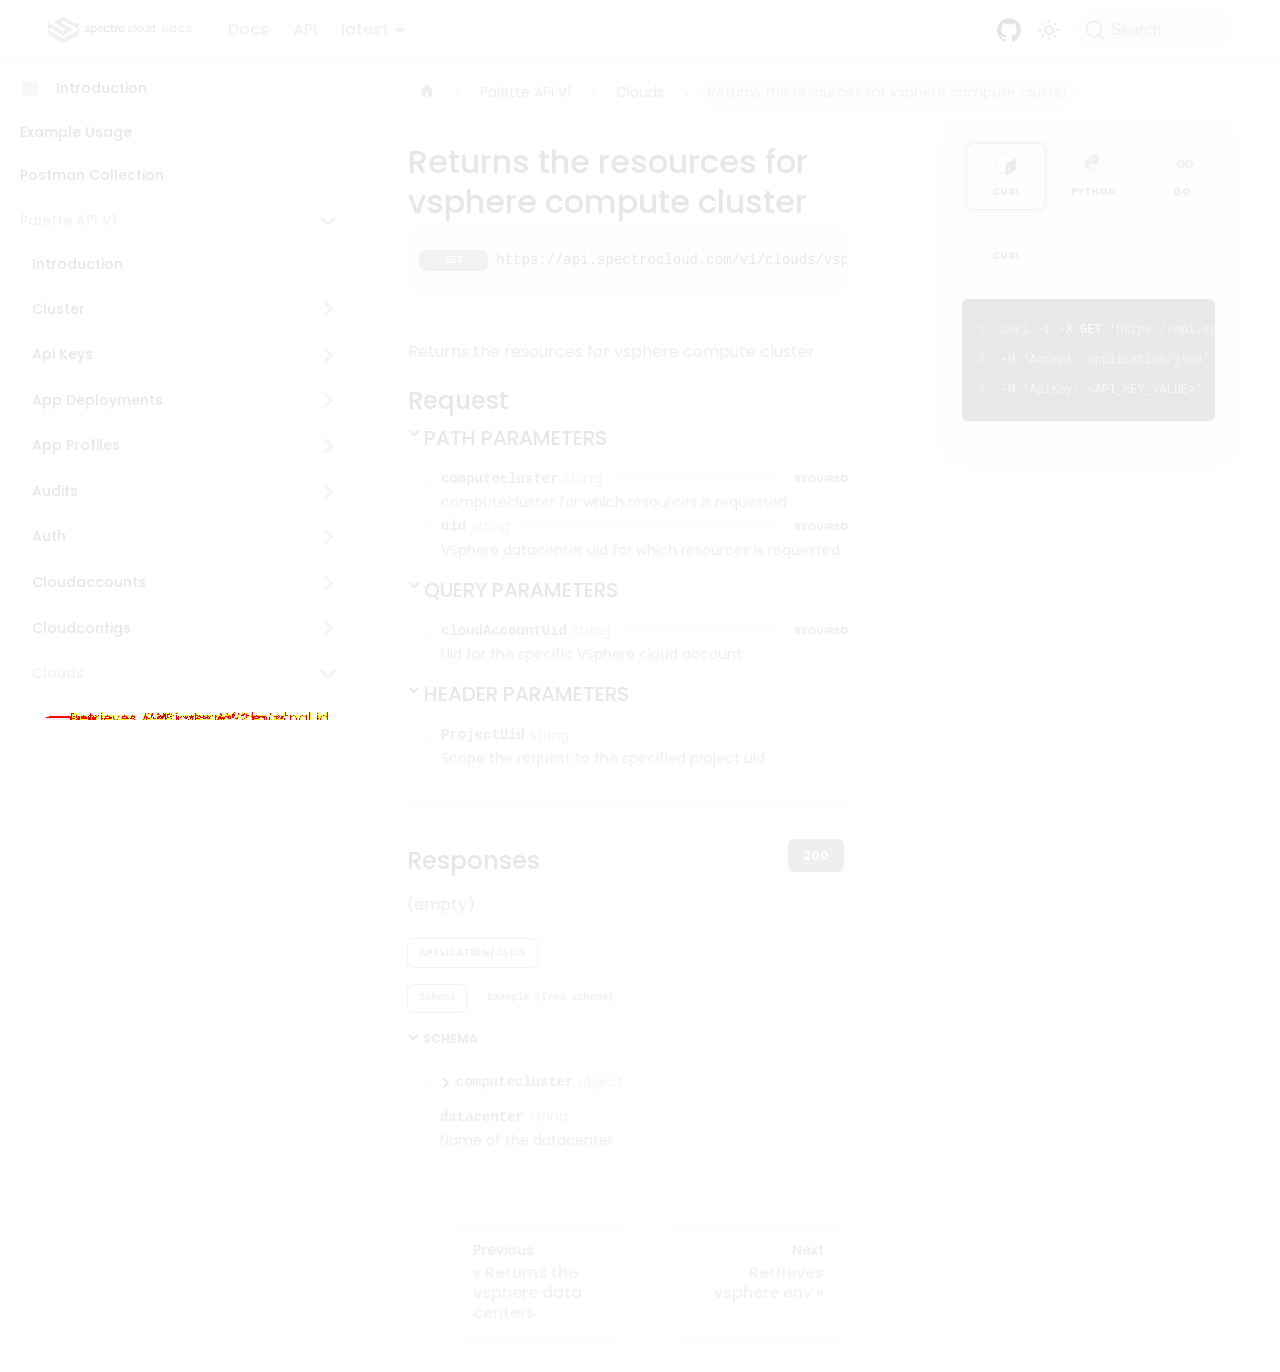 spectro cloud DOCS
Docs
API
latest
Search
Introduction
Example Usage
Postman Collection
Palette API V1
Introduction
Cluster
Api Keys
App Deployments
App Profiles
Audits
Auth
Cloudaccounts
Cloudconfigs
Clouds
Palette API V1
Clouds
Returns the resources for vsphere compute cluster
Returns the resources for
vsphere compute cluster
GET https://api.spectrocloud.com/v1/clouds/vsp
Returns the resources for vsphere compute cluster
Request
PATH PARAMETERS
computecluster string REQUIRED
computecluster for which resources is requested
uid string REQUIRED
VSphere datacenter uid for which resources is requested
QUERY PARAMETERS
cloudAccountUid string REQUIRED
Uid for the specific VSphere cloud account
HEADER PARAMETERS
ProjectUid string
Scope the request to the specified project uid
Responses
200
(empty)
APPLICATION/JSON
Schema
Example (from schema)
SCHEMA
computecluster object
datacenter string
Name of the datacenter
Previous
« Returns the
vsphere data
centers
Next
Retrieves
vsphere env »
CURL
PYTHON
GO
CURL
1 curl -L -X GET 'https://api.sp
2 -H 'Accept: application/json'
3 -H 'ApiKey: <API_KEY_VALUE>'